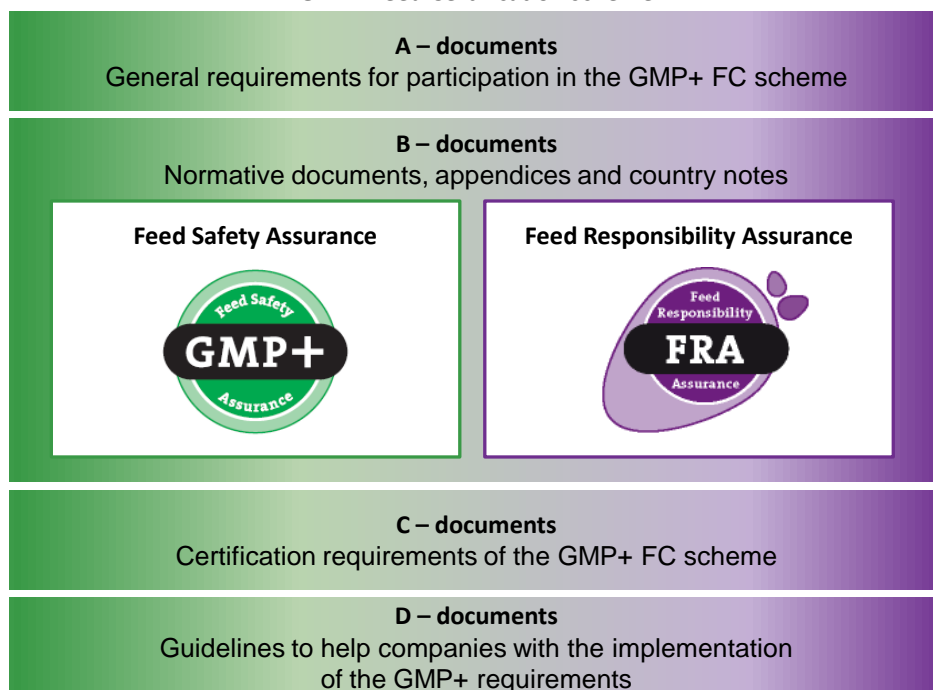 A – documents
General requirements for participation in the GMP+ FC scheme
B – documents
Normative documents, appendices and country notes
Feed Safety Assurance
Feed Safety
GMP+
Assurance
Feed Responsibility Assurance
Feed
Responsibility
FRA
Assurance
C – documents
Certification requirements of the GMP+ FC scheme
D – documents
Guidelines to help companies with the implementation
of the GMP+ requirements